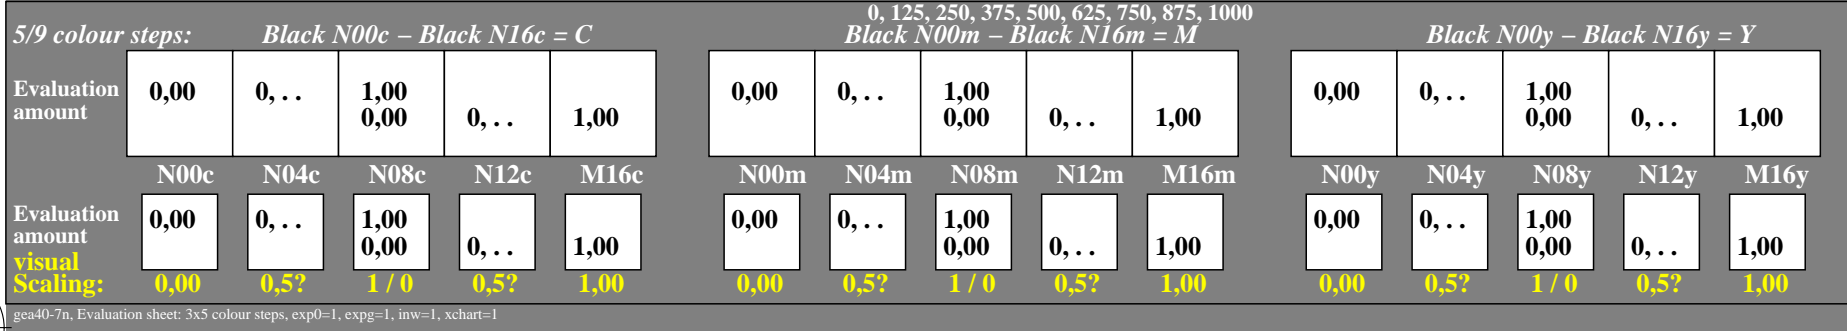 0, 125, 250, 375, 500, 625, 750, 875, 1000
5/9 colour steps: Black N00c – Black N16c = C Black N00m – Black N16m = M Black N00y – Black N16y = Y
Evaluation 0,00 0, . . 1,00 0,00 0, . . 1,00 0,00 0, . . 1,00
amount 0,00 0, . . 1,00 0,00 0, . . 1,00 0,00 0, . . 1,00
N00c N04c N08c N12c M16c N00m N04m N08m N12m M16m N00y N04y N08y N12y M16y
Evaluation 0,00 0, . . 1,00 0,00 0, . . 1,00 0,00 0, . . 1,00
amount 0,00 0, . . 1,00 0,00 0, . . 1,00 0,00 0, . . 1,00
visual
Scaling: 0,00 0,5? 1 / 0 0,5? 1,00 0,00 0,5? 1 / 0 0,5? 1,00 0,00 0,5? 1 / 0 0,5? 1,00
gea40-7n, Evaluation sheet: 3x5 colour steps, exp0=1, expg=1, inw=1, xchart=1